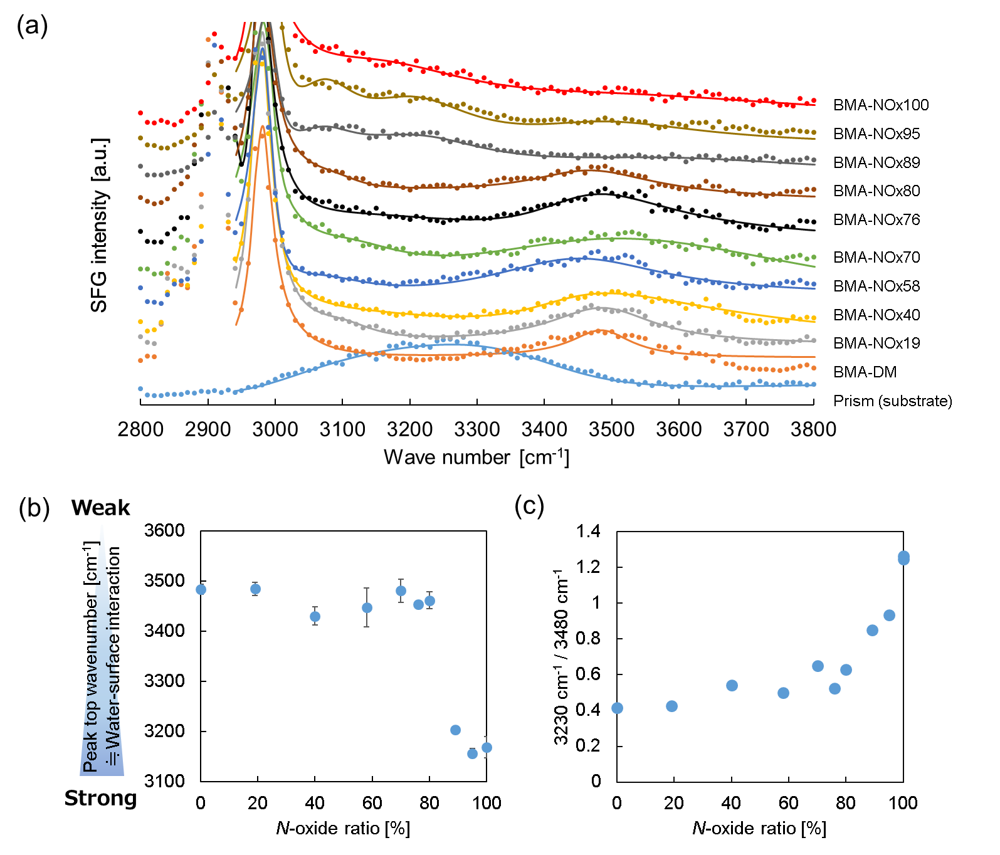 (a)
SFG intensity [a.u.]
BMA-NOx100
BMA-NOx95
BMA-NOx89
BMA-NOx80
BMA-NOx76
BMA-NOx70
BMA-NOx58
BMA-NOx40
BMA-NOx19
BMA-DM
Prism (substrate)
2800 2900 3000 3100 3200 3300 3400 3500 3600 3700 3800
Wave number [cm⁻¹]
(b)
Weak
Peak top wavenumber [cm⁻¹]
≒Water-surface interaction
Strong
3600
3500
3400
3300
3200
3100
0 20 40 60 80 100
N-oxide ratio [%]
(c)
3230 cm⁻¹ / 3480 cm⁻¹
1.4
1.2
1
0.8
0.6
0.4
0.2
0
0 20 40 60 80 100
N-oxide ratio [%]